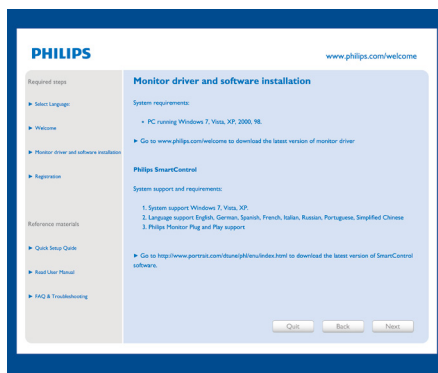 PHILIPS
www.philips.com/welcome
Required steps
Select Language:
Welcome
Monitor driver and software installation
Registration
Reference materials
Quick Setup Guide
Read User Manual
FAQ & Troubleshooting
Monitor driver and software installation
System requirements:
• PC running Windows 7, Vista, XP, 2000, 98.
Go to www.philips.com/welcome to download the latest version of monitor driver
Philips SmartControl
System support and requirements:
1. System support Windows 7, Vista, XP.
2. Language support English, German, Spanish, French, Italian, Russian, Portuguese, Simplified Chinese
3. Philips Monitor Plug and Play support
Go to http://www.portrait.com/dtune/phl/enu/index.html to download the latest version of SmartControl
software.
Quit
Back
Next